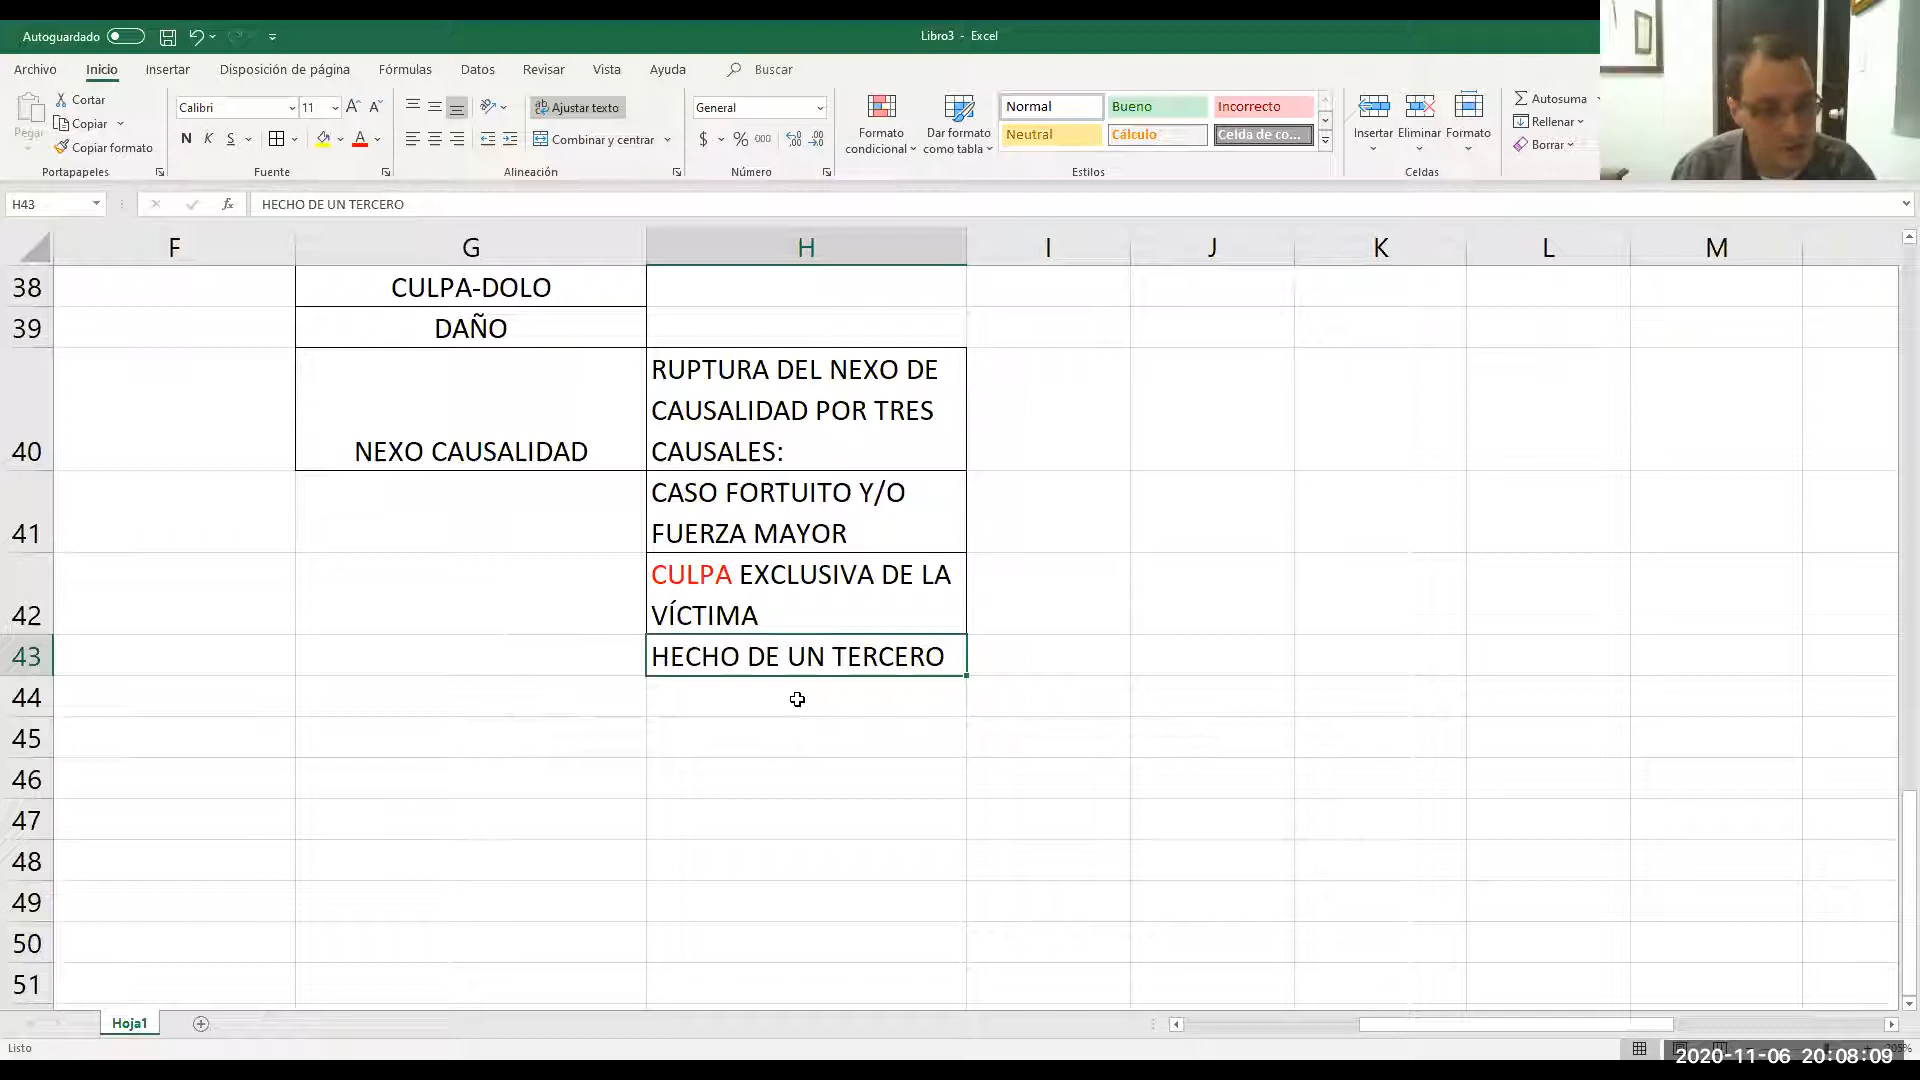 Autoguardado
Libro3 - Excel
Archivo Inicio Insertar Disposición de página Fórmulas Datos Revisar Vista Ayuda Buscar
Pegar
Cortar
Copiar
Copiar formato
Portapapeles
Calibri 11
N K S
Fuente
Ajustar texto
Combinar y centrar
Alineación
General
$ % 000
Número
Formato condicional
Dar formato como tabla
Normal Bueno Incorrecto
Neutral Cálculo Celda de co...
Estilos
Insertar Eliminar Formato
Celdas
Autosuma
Rellenar
Borrar
H43 fx HECHO DE UN TERCERO
F G H I J K L M
38 CULPA-DOLO
39 DAÑO
RUPTURA DEL NEXO DE
CAUSALIDAD POR TRES
40 NEXO CAUSALIDAD CAUSALES:
CASO FORTUITO Y/O
41 FUERZA MAYOR
CULPA EXCLUSIVA DE LA
42 VÍCTIMA
43 HECHO DE UN TERCERO
44
45
46
47
48
49
50
51
Hoja1
Listo
2020-11-06 20:08:09